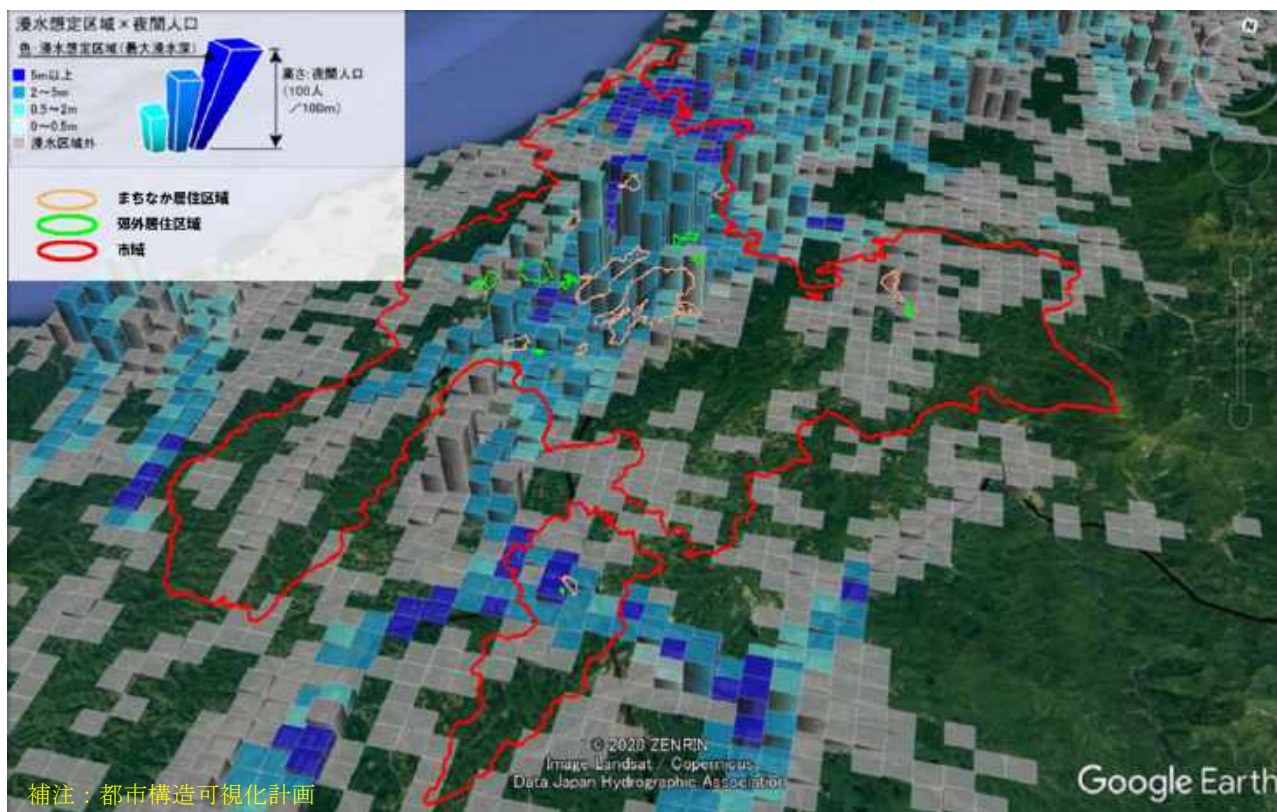 浸水想定区域×夜間人口
色:浸水想定区域(最大浸水深)
5m以上
2~5m
0.5~2m
0~0.5m
浸水区域外
高さ:夜間人口
(100人
/100m)
まちなか居住区域
郊外居住区域
市域
N
© 2020 ZENRIN
Image Landsat / Copernicus
Data Japan Hydrographic Association
Google Earth
補注:都市構造可視化計画